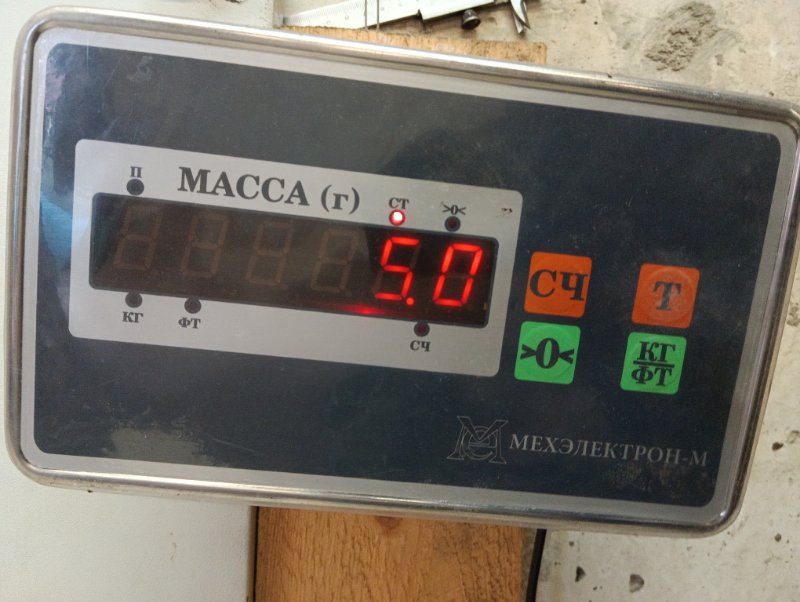 П
МАССА (г)
СТ
>0<
5.0
КГ
ФТ
СЧ
СЧ
Т
>0<
КГ
ФТ
МЕХЭЛЕКТРОН-М